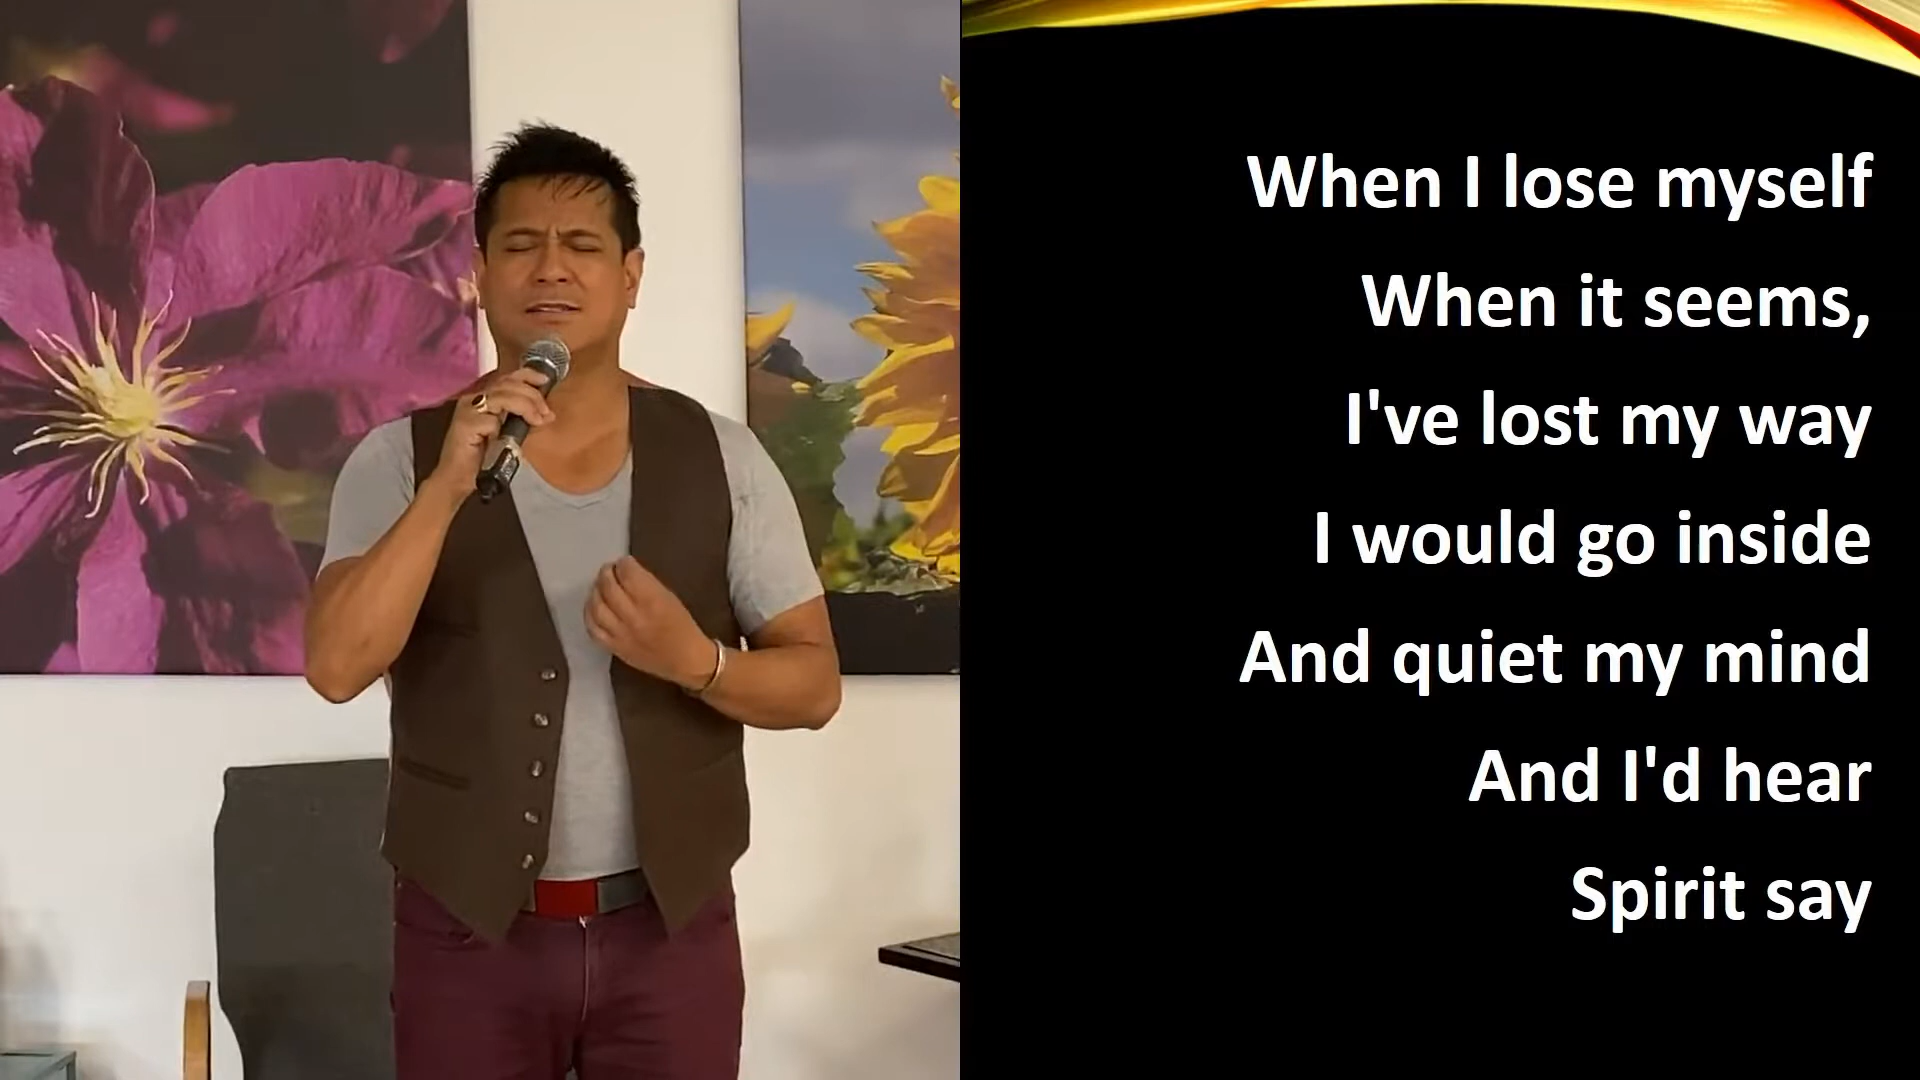 When I lose myself
When it seems,
I've lost my way
I would go inside
And quiet my mind
And I'd hear
Spirit say